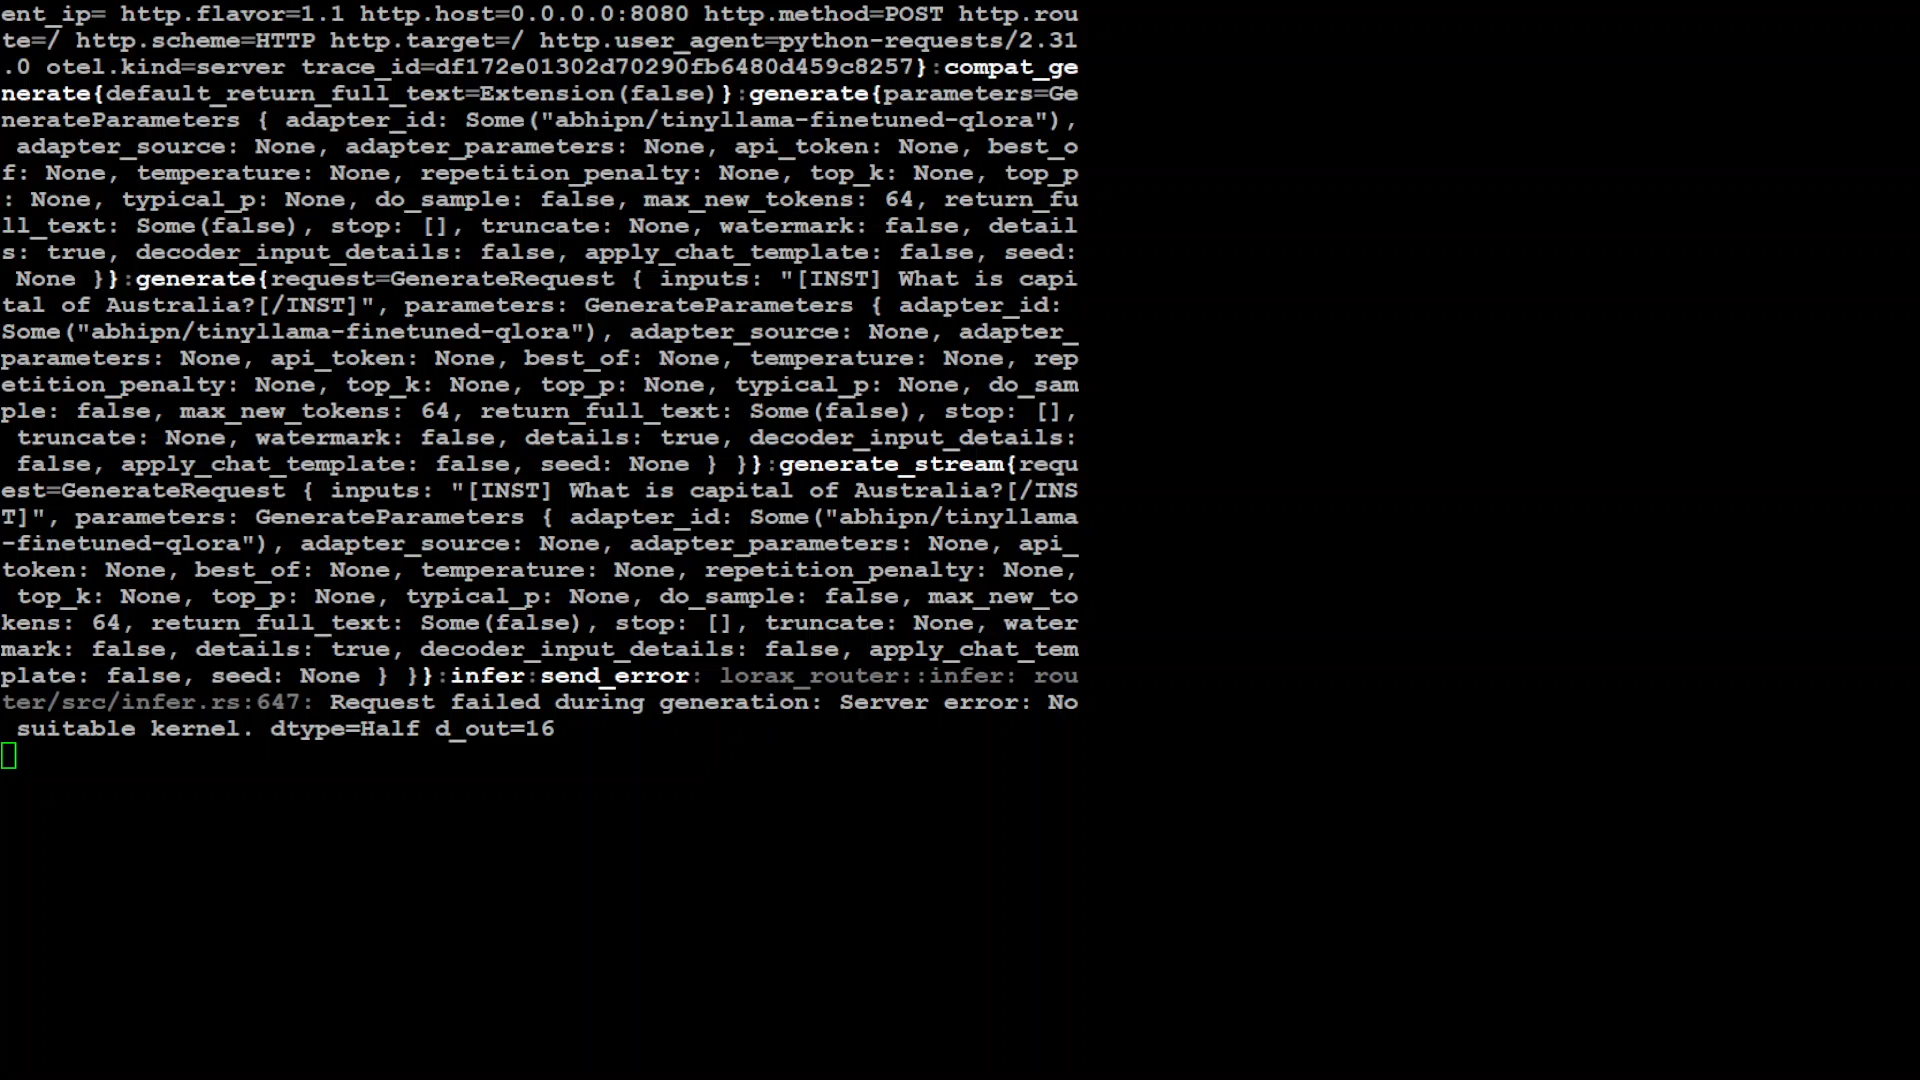 ent_ip= http.flavor=1.1 http.host=0.0.0.0:8080 http.method=POST http.rou
te=/ http.scheme=HTTP http.target=/ http.user_agent=python-requests/2.31
.0 otel.kind=server trace_id=df172e01302d70290fb6480d459c8257}:compat_ge
nerate{default_return_full_text=Extension(false)}:generate{parameters=Ge
nerateParameters { adapter_id: Some("abhipn/tinyllama-finetuned-qlora"),
 adapter_source: None, adapter_parameters: None, api_token: None, best_o
f: None, temperature: None, repetition_penalty: None, top_k: None, top_p
: None, typical_p: None, do_sample: false, max_new_tokens: 64, return_fu
ll_text: Some(false), stop: [], truncate: None, watermark: false, detail
s: true, decoder_input_details: false, apply_chat_template: false, seed:
 None }}:generate{request=GenerateRequest { inputs: "[INST] What is capi
tal of Australia?[/INST]", parameters: GenerateParameters { adapter_id:
Some("abhipn/tinyllama-finetuned-qlora"), adapter_source: None, adapter_
parameters: None, api_token: None, best_of: None, temperature: None, rep
etition_penalty: None, top_k: None, top_p: None, typical_p: None, do_sam
ple: false, max_new_tokens: 64, return_full_text: Some(false), stop: [],
 truncate: None, watermark: false, details: true, decoder_input_details:
 false, apply_chat_template: false, seed: None } }}:generate_stream{requ
est=GenerateRequest { inputs: "[INST] What is capital of Australia?[/INS
T]", parameters: GenerateParameters { adapter_id: Some("abhipn/tinyllama
-finetuned-qlora"), adapter_source: None, adapter_parameters: None, api_
token: None, best_of: None, temperature: None, repetition_penalty: None,
 top_k: None, top_p: None, typical_p: None, do_sample: false, max_new_to
kens: 64, return_full_text: Some(false), stop: [], truncate: None, water
mark: false, details: true, decoder_input_details: false, apply_chat_tem
plate: false, seed: None } }}:infer:send_error: lorax_router::infer: rou
ter/src/infer.rs:647: Request failed during generation: Server error: No
 suitable kernel. dtype=Half d_out=16